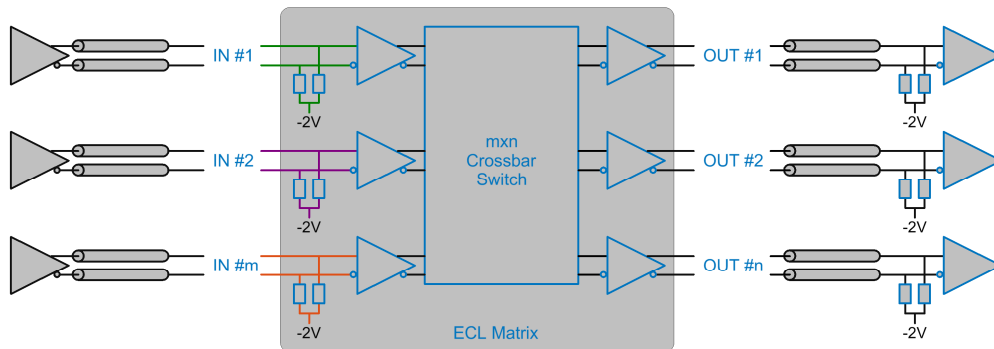 IN #1
OUT #1
-2V
-2V
IN #2
mxn
Crossbar
Switch
OUT #2
-2V
-2V
IN #m
OUT #n
-2V
-2V
ECL Matrix